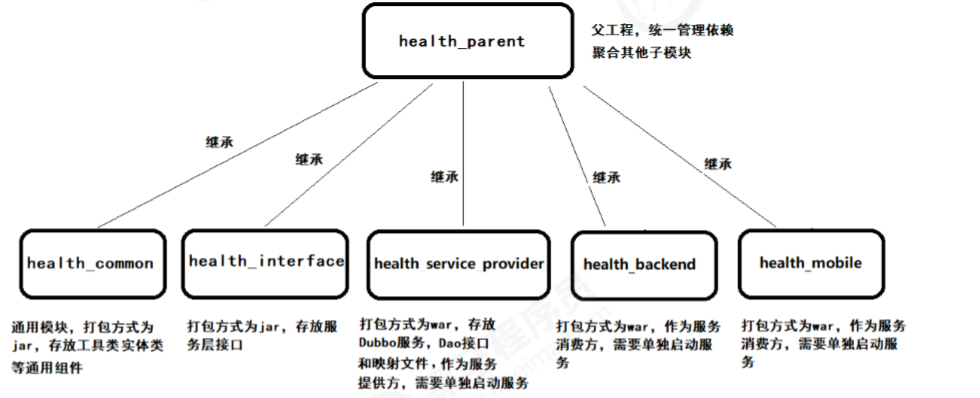 health_parent
父工程，统一管理依赖
聚合其他子模块
继承
继承
继承
继承
继承
health_common
health_interface
health_service_provider
health_backend
health_mobile
通用模块，打包方式为
jar，存放工具类实体类
等通用组件
打包方式为jar，存放服
务层接口
打包方式为war，存放
Dubbo服务，Dao接口
和映射文件，作为服务
提供方，需要单独启动服务
打包方式为war，作为服务
消费方，需要单独启动服
务
打包方式为war，作为服务
消费方，需要单独启动服
务